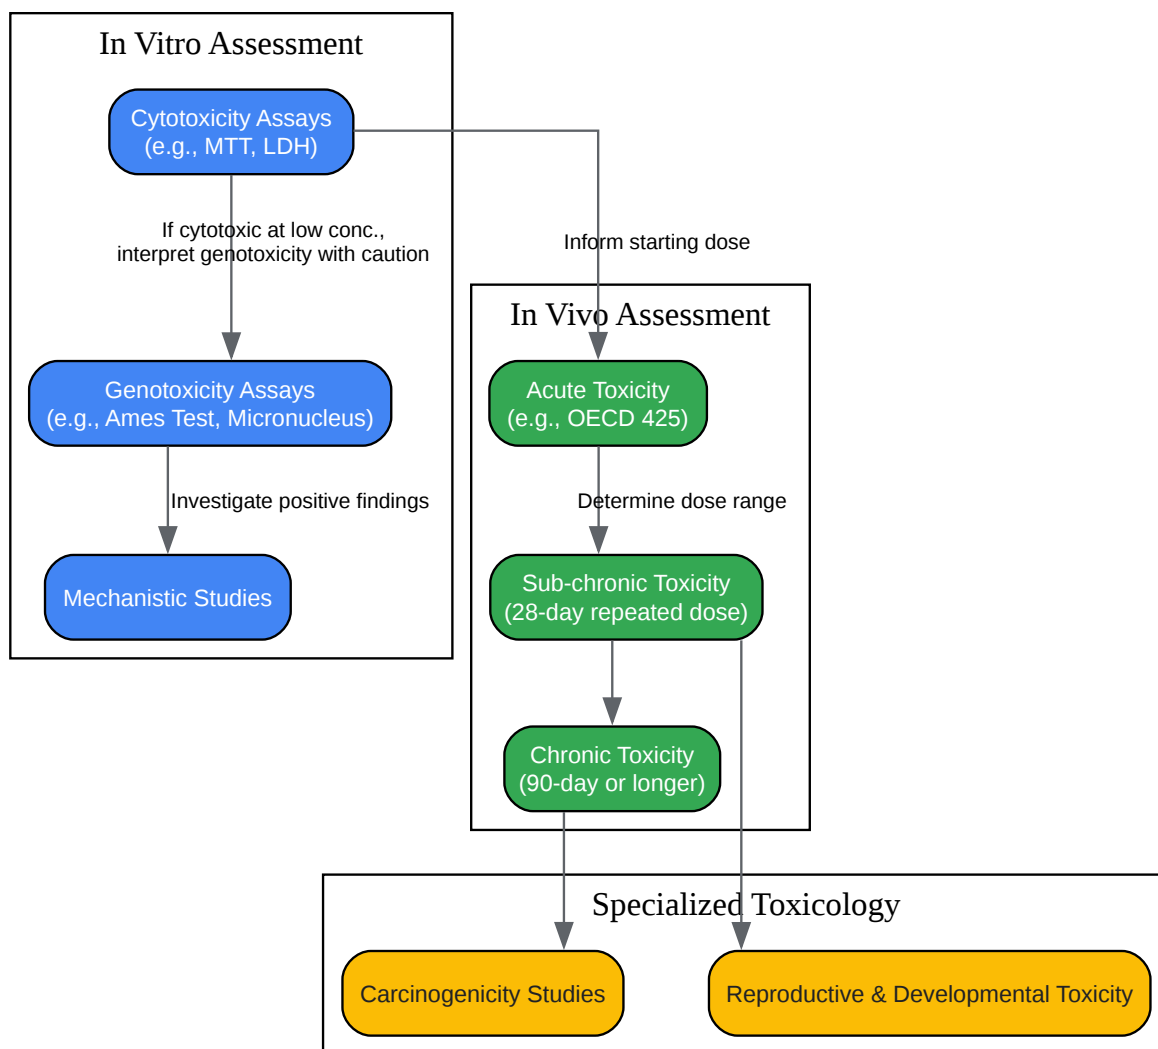 In Vitro Assessment
Cytotoxicity Assays
(e.g., MTT, LDH)
If cytotoxic at low conc.,
interpret genotoxicity with caution
Inform starting dose
In Vivo Assessment
Genotoxicity Assays
(e.g., Ames Test, Micronucleus)
Acute Toxicity
(e.g., OECD 425)
Investigate positive findings
Determine dose range
Mechanistic Studies
Sub-chronic Toxicity
(28-day repeated dose)
Chronic Toxicity
(90-day or longer)
Specialized Toxicology
Carcinogenicity Studies
Reproductive & Developmental Toxicity